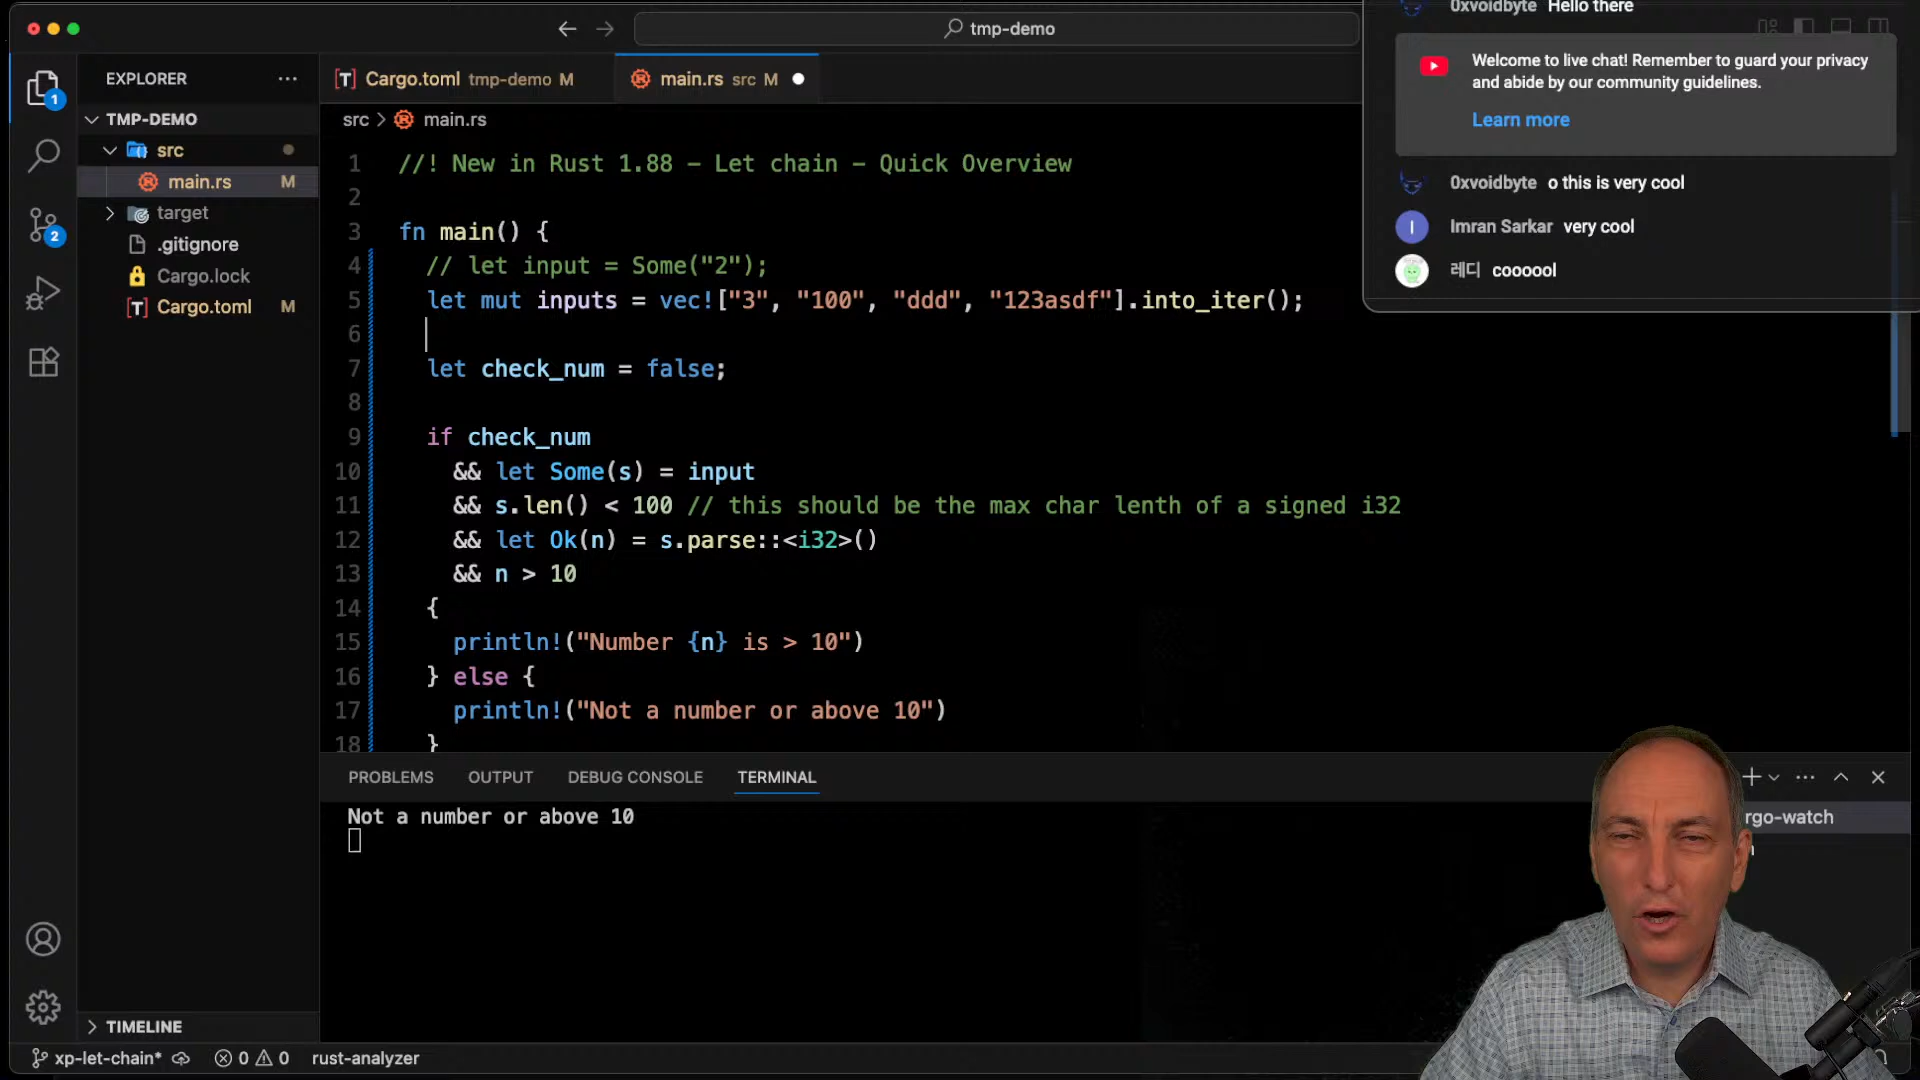 tmp-demo
EXPLORER
TMP-DEMO
src
main.rs M
target
.gitignore
Cargo.lock
Cargo.toml M
1
2
TIMELINE
Cargo.toml tmp-demo M
main.rs src M
src > main.rs
1 //! New in Rust 1.88 – Let chain – Quick Overview
2
3 fn main() {
4 // let input = Some("2");
5 let mut inputs = vec!["3", "100", "ddd", "123asdf"].into_iter();
6
7 let check_num = false;
8
9 if check_num
10 && let Some(s) = input
11 && s.len() < 100 // this should be the max char lenth of a signed i32
12 && let Ok(n) = s.parse::<i32>()
13 && n > 10
14 {
15 println!("Number {n} is > 10")
16 } else {
17 println!("Not a number or above 10")
18 }
0xvoidbyte Hello there
Welcome to live chat! Remember to guard your privacy
and abide by our community guidelines.
Learn more
0xvoidbyte o this is very cool
I Imran Sarkar very cool
레디 coooool
PROBLEMS OUTPUT DEBUG CONSOLE TERMINAL
Not a number or above 10
rgo-watch
xp-let-chain* 0 0 rust-analyzer